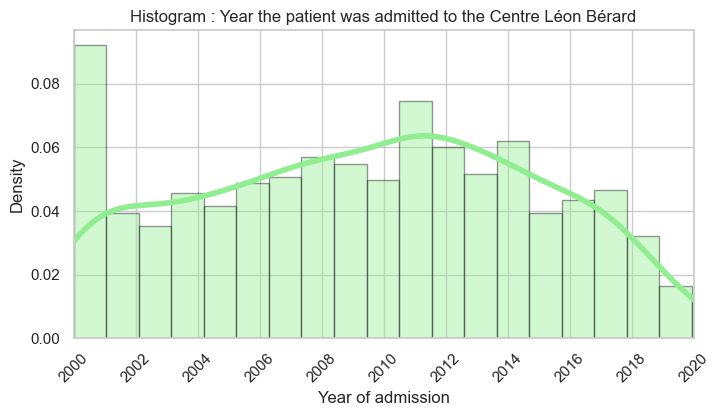 Histogram : Year the patient was admitted to the Centre Léon Bérard
Density
0.08
0.06
0.04
0.02
0.00
2000 2002 2004 2006 2008 2010 2012 2014 2016 2018 2020
Year of admission